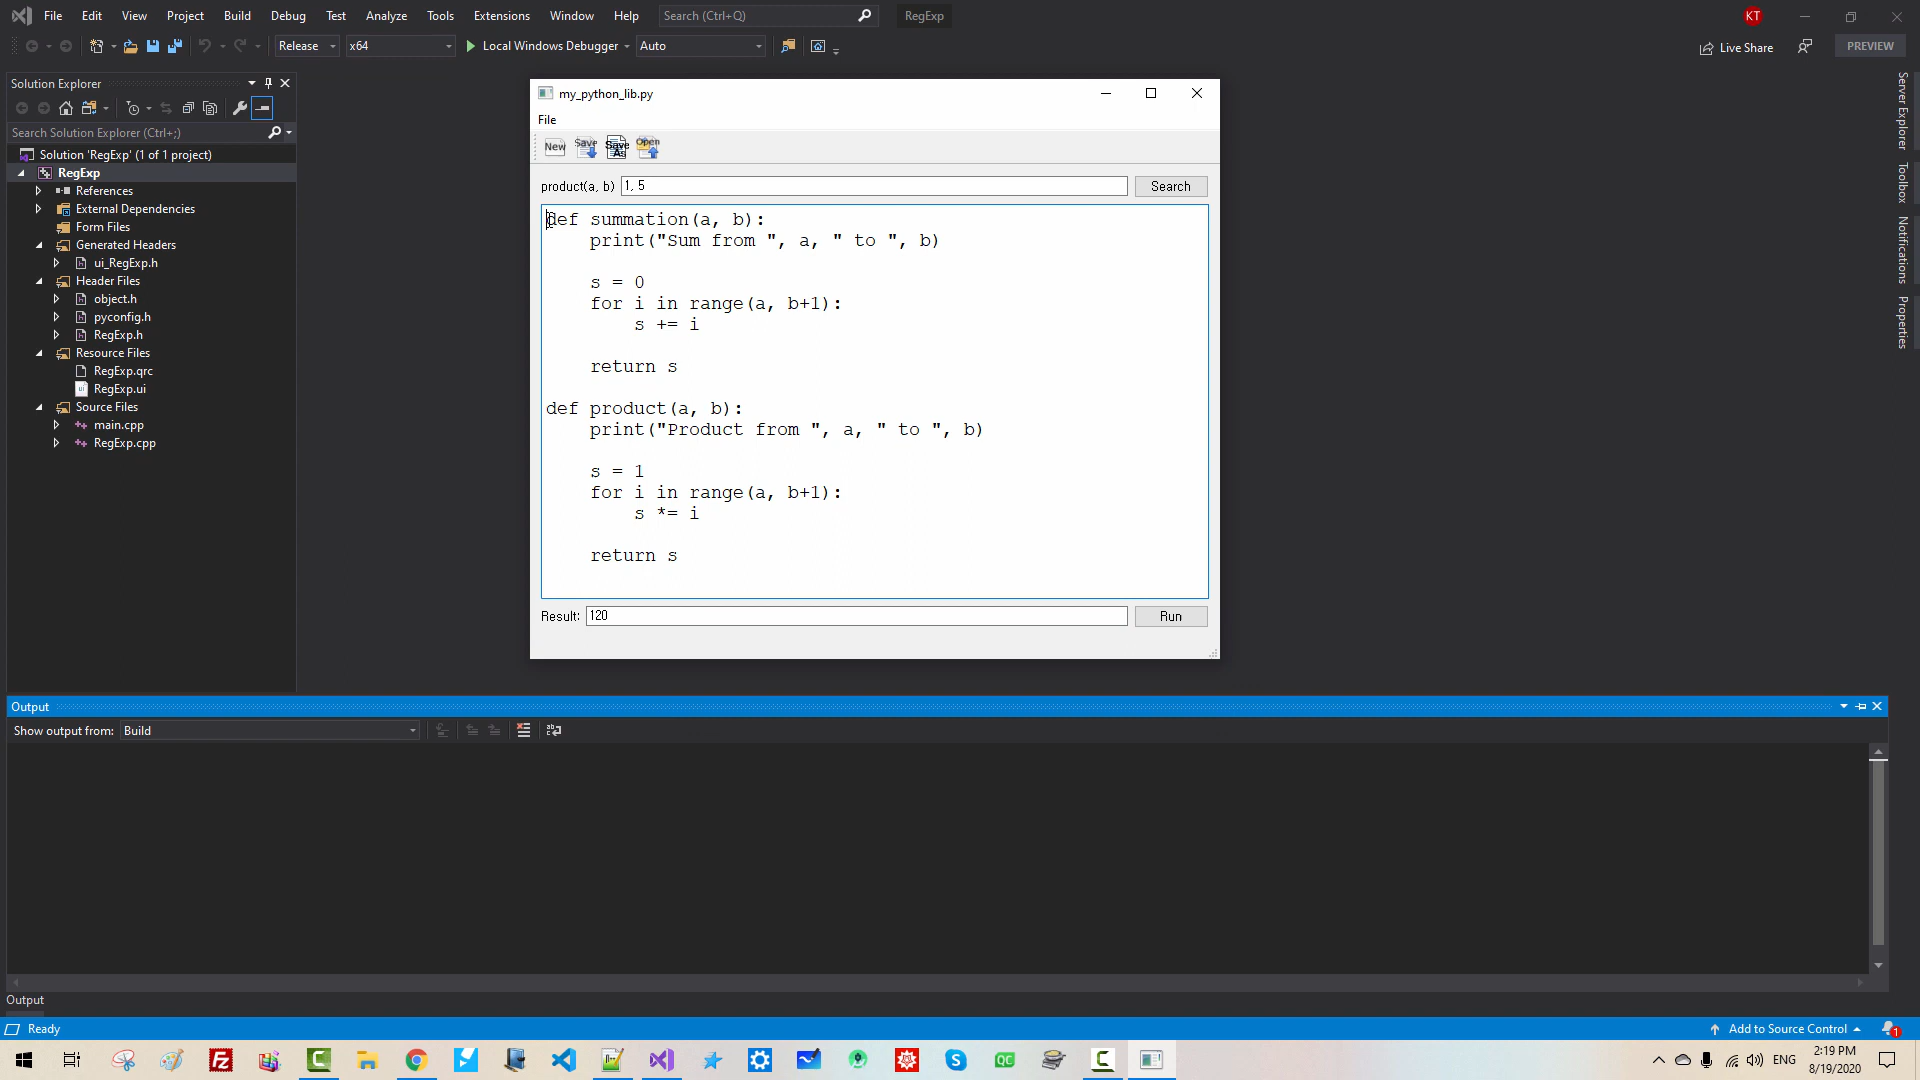 File Edit View Project Build Debug Test Analyze Tools Extensions Window Help Search (Ctrl+Q) RegExp KT
Release x64 Local Windows Debugger Auto Live Share PREVIEW
Solution Explorer
Search Solution Explorer (Ctrl+;)
Solution 'RegExp' (1 of 1 project)
RegExp
References
External Dependencies
Form Files
Generated Headers
ui_RegExp.h
Header Files
object.h
pyconfig.h
RegExp.h
Resource Files
RegExp.qrc
RegExp.ui
Source Files
main.cpp
RegExp.cpp
my_python_lib.py
File
New Save Save As Open
product(a, b) 1, 5 Search
def summation(a, b):
print("Sum from ", a, " to ", b)
s = 0
for i in range(a, b+1):
s += i
return s
def product(a, b):
print("Product from ", a, " to ", b)
s = 1
for i in range(a, b+1):
s *= i
return s
Result: 120 Run
Server Explorer
Toolbox
Notifications
Properties
Output
Show output from: Build
Output
Ready Add to Source Control 1
ENG 2:19 PM
8/19/2020